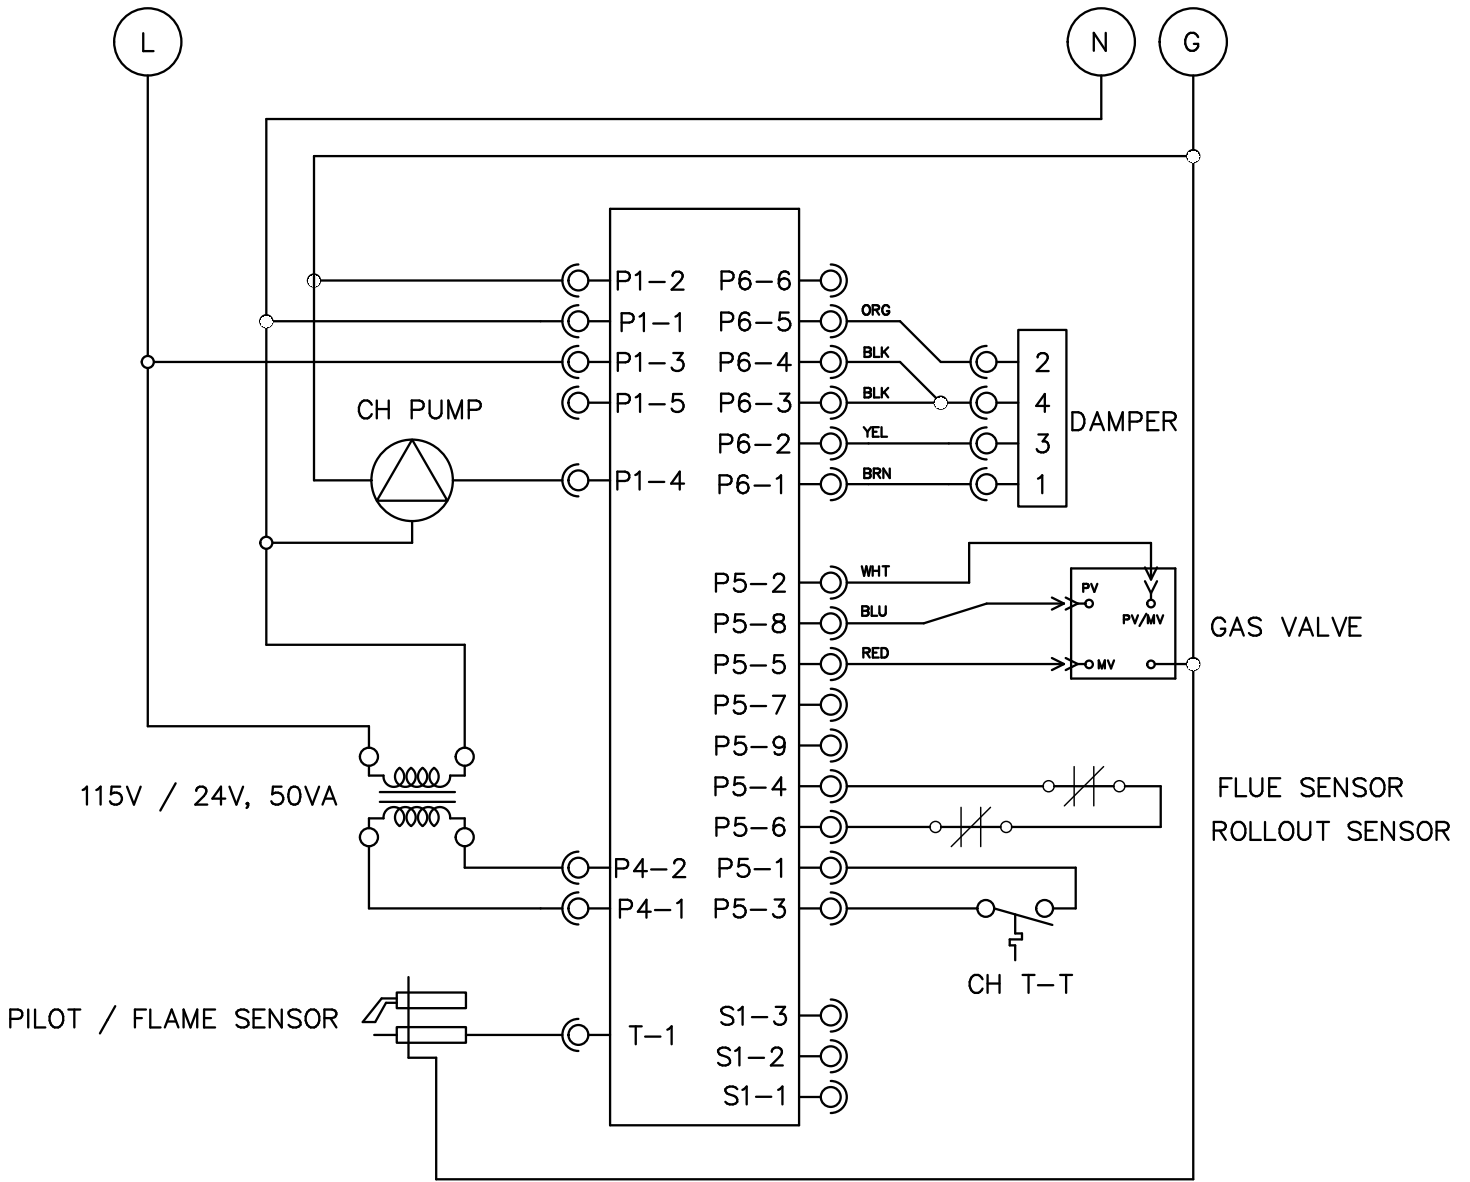 L
N
G
P1-2
P6-6
P1-1
P6-5
ORG
P1-3
P6-4
BLK
2
CH PUMP
P1-5
P6-3
BLK
4
DAMPER
P6-2
YEL
3
P1-4
P6-1
BRN
1
P5-2
WHT
PV
P5-8
BLU
PV/MV
GAS VALVE
P5-5
RED
MV
P5-7
P5-9
115V / 24V, 50VA
P5-4
FLUE SENSOR
P5-6
ROLLOUT SENSOR
P4-2
P5-1
P4-1
P5-3
CH T-T
PILOT / FLAME SENSOR
S1-3
T-1
S1-2
S1-1